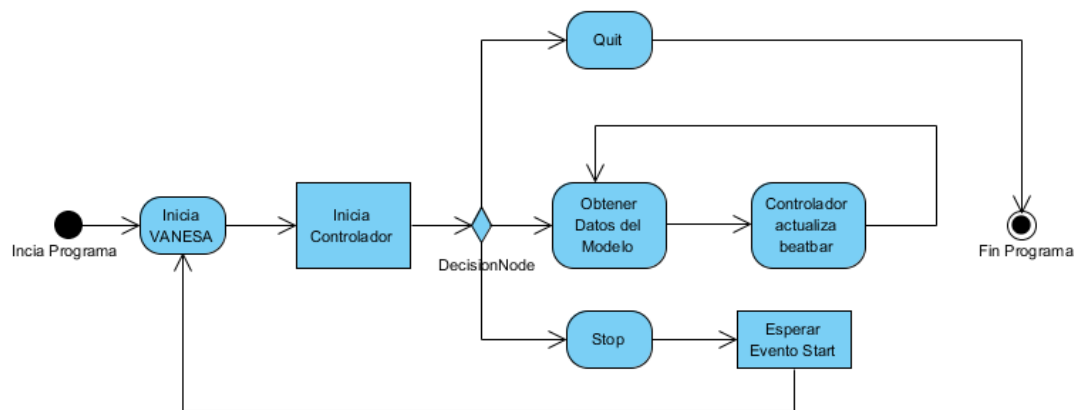 Quit
Obtener
Datos del
Modelo
Controlador
actualiza
beatbar
Inicia
VANESA
Inicia
Controlador
Incia Programa
DecisionNode
Fin Programa
Stop
Esperar
Evento Start